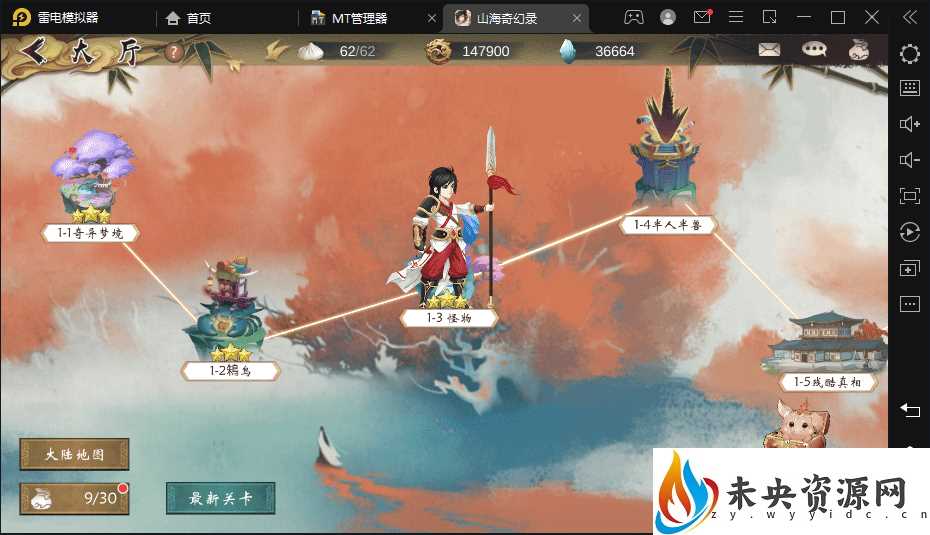 雷电模拟器
首页
MT管理器
山海奇幻录
大厅
?
62/62
147900
36664
1-1奇异梦境
1-4半人半兽
1-3 怪物
1-2鸩鸟
1-5残酷真相
大陆地图
9/30
最新关卡
未央资源网
zy.wyyidc.cn